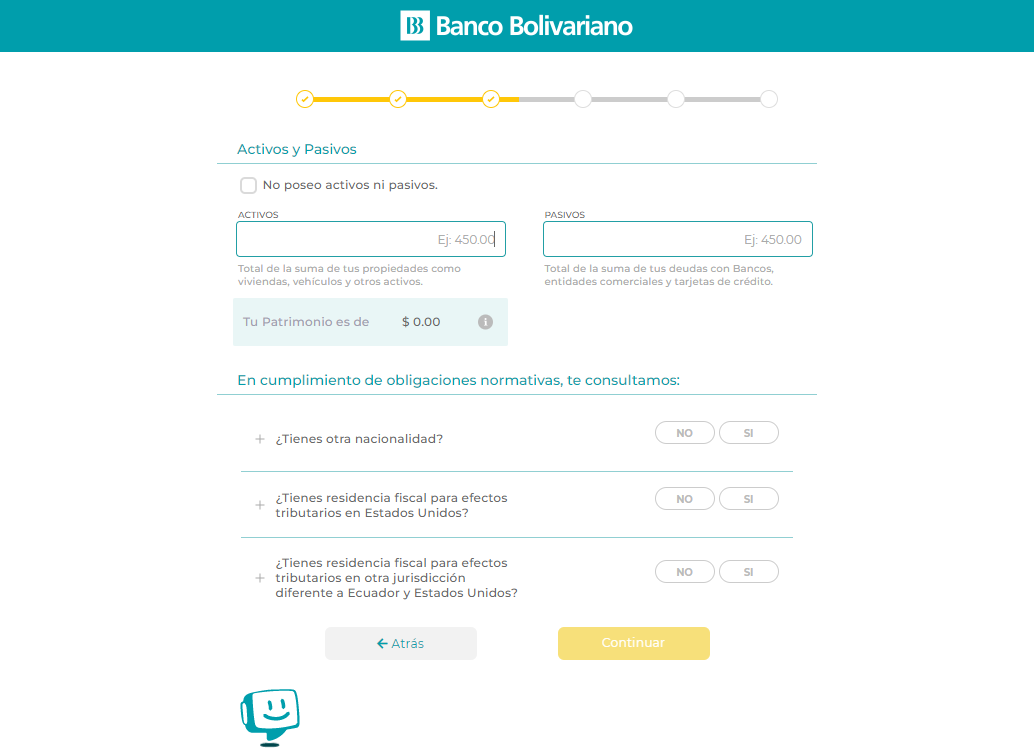 Banco Bolivariano
Activos y Pasivos
No poseo activos ni pasivos.
ACTIVOS
Ej: 450.00
Total de la suma de tus propiedades como
viviendas, vehículos y otros activos.
PASIVOS
Ej: 450.00
Total de la suma de tus deudas con Bancos,
entidades comerciales y tarjetas de crédito.
Tu Patrimonio es de $ 0.00
En cumplimiento de obligaciones normativas, te consultamos:
¿Tienes otra nacionalidad?
NO SI
¿Tienes residencia fiscal para efectos
tributarios en Estados Unidos?
NO SI
¿Tienes residencia fiscal para efectos
tributarios en otra jurisdicción
diferente a Ecuador y Estados Unidos?
NO SI
Atrás
Continuar